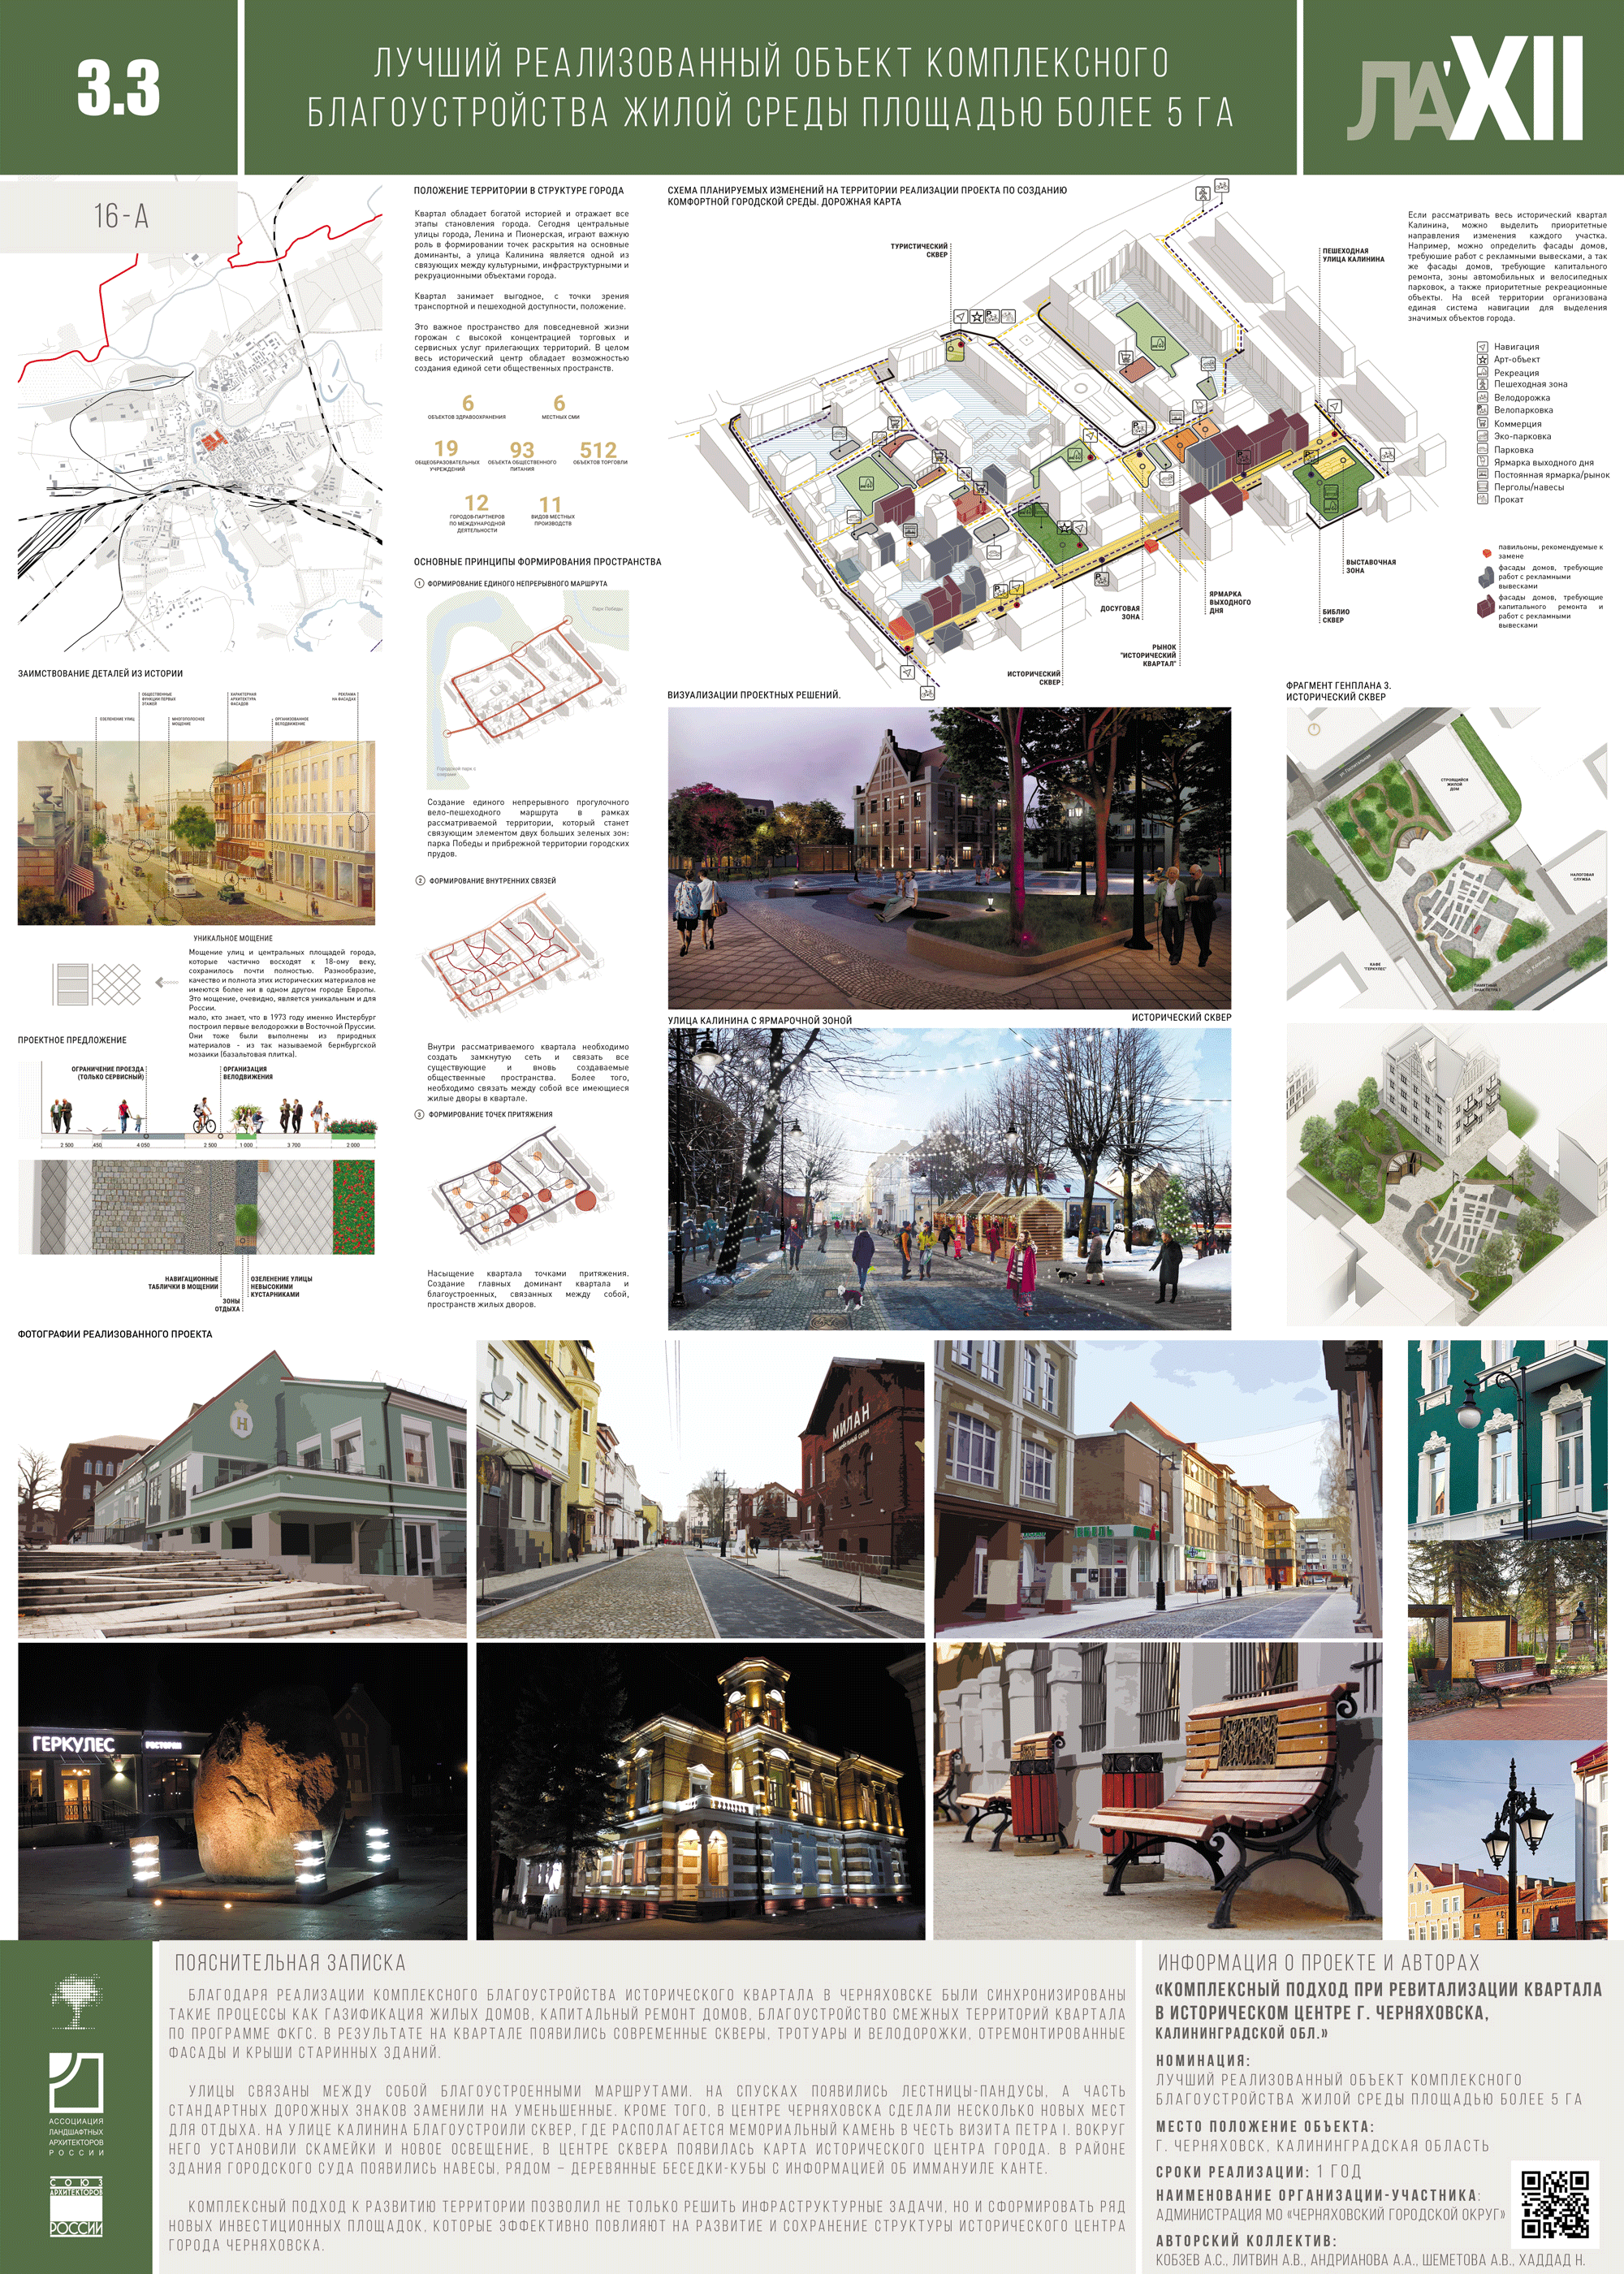 3.3
ЛУЧШИЙ РЕАЛИЗОВАННЫЙ ОБЪЕКТ КОМПЛЕКСНОГО
БЛАГОУСТРОЙСТВА ЖИЛОЙ СРЕДЫ ПЛОЩАДЬЮ БОЛЕЕ 5 ГА
ЛА'XII
16-А
ПОЛОЖЕНИЕ ТЕРРИТОРИИ В СТРУКТУРЕ ГОРОДА
Квартал обладает богатой историей и отражает все
этапы становления города. Сегодня центральные
улицы города, Ленина и Пионерская, играют важную
роль в формировании точек раскрытия на основные
доминанты, а улица Калинина является одной из
связующих между культурными, инфраструктурными и
рекруационными объектами города.
Квартал занимает выгодное, с точки зрения
транспортной и пешеходной доступности, положение.
Это важное пространство для повседневной жизни
горожан с высокой концентрацией торговых и
сервисных услуг прилегающих территорий. В целом
весь исторический центр обладает возможностью
создания единой сети общественных пространств.
6
ОБЪЕКТОВ ЗДРАВООХРАНЕНИЯ
6
МЕСТНЫХ СМИ
19
ОБЩЕОБРАЗОВАТЕЛЬНЫХ
УЧРЕЖДЕНИЙ
93
ОБЪЕКТА ОБЩЕСТВЕННОГО
ПИТАНИЯ
512
ОБЪЕКТОВ ТОРГОВЛИ
12
ГОРОДОВ-ПАРТНЕРОВ
ПО МЕЖДУНАРОДНОЙ
ДЕЯТЕЛЬНОСТИ
11
ВИДОВ МЕСТНЫХ
ПРОИЗВОДСТВ
ОСНОВНЫЕ ПРИНЦИПЫ ФОРМИРОВАНИЯ ПРОСТРАНСТВА
1 ФОРМИРОВАНИЕ ЕДИНОГО НЕПРЕРЫВНОГО МАРШРУТА
Парк Победы
Городской парк с
озерами
Создание единого непрерывного прогулочного
вело-пешеходного маршрута в рамках
рассматриваемой территории, который станет
связующим элементом двух больших зеленых зон:
парка Победы и прибрежной территории городских
прудов.
2 ФОРМИРОВАНИЕ ВНУТРЕННИХ СВЯЗЕЙ
Внутри рассматриваемого квартала необходимо
создать замкнутую сеть и связать все
существующие и вновь создаваемые
общественные пространства. Более того,
необходимо связать между собой все имеющиеся
жилые дворы в квартале.
3 ФОРМИРОВАНИЕ ТОЧЕК ПРИТЯЖЕНИЯ
Насыщение квартала точками притяжения.
Создание главных доминант квартала и
благоустроенных, связанных между собой,
пространств жилых дворов.
СХЕМА ПЛАНИРУЕМЫХ ИЗМЕНЕНИЙ НА ТЕРРИТОРИИ РЕАЛИЗАЦИИ ПРОЕКТА ПО СОЗДАНИЮ
КОМФОРТНОЙ ГОРОДСКОЙ СРЕДЫ. ДОРОЖНАЯ КАРТА
ТУРИСТИЧЕСКИЙ
СКВЕР
ПЕШЕХОДНАЯ
УЛИЦА КАЛИНИНА
ВЫСТАВОЧНАЯ
ЗОНА
БИБЛИО
СКВЕР
ЯРМАРКА
ВЫХОДНОГО
ДНЯ
ДОСУГОВАЯ
ЗОНА
РЫНОК
"ИСТОРИЧЕСКИЙ
КВАРТАЛ"
ИСТОРИЧЕСКИЙ
СКВЕР
Если рассматривать весь исторический квартал
Калинина, можно выделить приоритетные
направления изменения каждого участка.
Например, можно определить фасады домов,
требуюшие работ с рекламными вывесками, а так
же фасады домов, требующие капитального
ремонта, зоны автомобильных и велосипедных
парковок, а также приоритетные рекреационные
объекты. На всей территории организована
единая система навигации для выделения
значимых объектов города.
Навигация
Арт-объект
Рекреация
Пешеходная зона
Велодорожка
Велопарковка
Коммерция
Эко-парковка
Парковка
Ярмарка выходного дня
Постоянная ярмарка/рынок
Перголы/навесы
Прокат
павильоны, рекомендуемые к
замене
фасады домов, требующие
работ с рекламными
вывесками
фасады домов, требующие
капитального ремонта и
работ с рекламными
вывесками
ЗАИМСТВОВАНИЕ ДЕТАЛЕЙ ИЗ ИСТОРИИ
ОЗЕЛЕНЕНИЕ УЛИЦ
ОБЩЕСТВЕННЫЕ
ФУНКЦИИ ПЕРВЫХ
ЭТАЖЕЙ
МНОГОПОЛОСНОЕ
МОЩЕНИЕ
ХАРАКТЕРНАЯ
АРХИТЕКТУРА
ФАСАДОВ
ОРГАНИЗОВАННОЕ
ВЕЛОДВИЖЕНИЕ
РЕКЛАМА
НА ФАСАДАХ
УНИКАЛЬНОЕ МОЩЕНИЕ
Мощение улиц и центральных площадей города,
которые частично восходят к 18-ому веку,
сохранилось почти полностью. Разнообразие,
качество и полнота этих исторических материалов не
имеются более ни в одном другом городе Европы.
Это мощение, очевидно, является уникальным и для
России.
мало, кто знает, что в 1973 году именно Инстербург
построил первые велодорожки в Восточной Пруссии.
Они тоже были выполнены из природных
материалов - из так называемой бернбургской
мозаики (базальтовая плитка).
ПРОЕКТНОЕ ПРЕДЛОЖЕНИЕ
ОГРАНИЧЕНИЕ ПРОЕЗДА
(ТОЛЬКО СЕРВИСНЫЙ)
ОРГАНИЗАЦИЯ
ВЕЛОДВИЖЕНИЯ
2 500 450 4 050 2 500 1 000 3 700 2 000
НАВИГАЦИОННЫЕ
ТАБЛИЧКИ В МОЩЕНИИ
ЗОНЫ
ОТДЫХА
ОЗЕЛЕНЕНИЕ УЛИЦЫ
НЕВЫСОКИМИ
КУСТАРНИКАМИ
ВИЗУАЛИЗАЦИИ ПРОЕКТНЫХ РЕШЕНИЙ.
ИСТОРИЧЕСКИЙ СКВЕР
УЛИЦА КАЛИНИНА С ЯРМАРОЧНОЙ ЗОНОЙ
ФРАГМЕНТ ГЕНПЛАНА 3.
ИСТОРИЧЕСКИЙ СКВЕР
СТРОЯЩИЙСЯ
ЖИЛОЙ
ДОМ
НАЛОГОВАЯ
СЛУЖБА
КАФЕ
"ГЕРКУЛЕС"
ФОТОГРАФИИ РЕАЛИЗОВАННОГО ПРОЕКТА
Н
МИЛАН
ГЕРКУЛЕС
РЕСТОРАН
ПОЯСНИТЕЛЬНАЯ ЗАПИСКА
БЛАГОДАРЯ РЕАЛИЗАЦИИ КОМПЛЕКСНОГО БЛАГОУСТРОЙСТВА ИСТОРИЧЕСКОГО КВАРТАЛА В ЧЕРНЯХОВСКЕ БЫЛИ СИНХРОНИЗИРОВАНЫ
ТАКИЕ ПРОЦЕССЫ КАК ГАЗИФИКАЦИЯ ЖИЛЫХ ДОМОВ, КАПИТАЛЬНЫЙ РЕМОНТ ДОМОВ, БЛАГОУСТРОЙСТВО СМЕЖНЫХ ТЕРРИТОРИЙ КВАРТАЛА
ПО ПРОГРАММЕ ФКГС. В РЕЗУЛЬТАТЕ НА КВАРТАЛЕ ПОЯВИЛИСЬ СОВРЕМЕННЫЕ СКВЕРЫ, ТРОТУАРЫ И ВЕЛОДОРОЖКИ, ОТРЕМОНТИРОВАННЫЕ
ФАСАДЫ И КРЫШИ СТАРИННЫХ ЗДАНИЙ.
УЛИЦЫ СВЯЗАНЫ МЕЖДУ СОБОЙ БЛАГОУСТРОЕННЫМИ МАРШРУТАМИ. НА СПУСКАХ ПОЯВИЛИСЬ ЛЕСТНИЦЫ-ПАНДУСЫ, А ЧАСТЬ
СТАНДАРТНЫХ ДОРОЖНЫХ ЗНАКОВ ЗАМЕНИЛИ НА УМЕНЬШЕННЫЕ. КРОМЕ ТОГО, В ЦЕНТРЕ ЧЕРНЯХОВСКА СДЕЛАЛИ НЕСКОЛЬКО НОВЫХ МЕСТ
ДЛЯ ОТДЫХА. НА УЛИЦЕ КАЛИНИНА БЛАГОУСТРОИЛИ СКВЕР, ГДЕ РАСПОЛАГАЕТСЯ МЕМОРИАЛЬНЫЙ КАМЕНЬ В ЧЕСТЬ ВИЗИТА ПЕТРА I. ВОКРУГ
НЕГО УСТАНОВИЛИ СКАМЕЙКИ И НОВОЕ ОСВЕЩЕНИЕ, В ЦЕНТРЕ СКВЕРА ПОЯВИЛАСЬ КАРТА ИСТОРИЧЕСКОГО ЦЕНТРА ГОРОДА. В РАЙОНЕ
ЗДАНИЯ ГОРОДСКОГО СУДА ПОЯВИЛИСЬ НАВЕСЫ, РЯДОМ – ДЕРЕВЯННЫЕ БЕСЕДКИ-КУБЫ С ИНФОРМАЦИЕЙ ОБ ИММАНУИЛЕ КАНТЕ.
КОМПЛЕКСНЫЙ ПОДХОД К РАЗВИТИЮ ТЕРРИТОРИИ ПОЗВОЛИЛ НЕ ТОЛЬКО РЕШИТЬ ИНФРАСТРУКТУРНЫЕ ЗАДАЧИ, НО И СФОРМИРОВАТЬ РЯД
НОВЫХ ИНВЕСТИЦИОННЫХ ПЛОЩАДОК, КОТОРЫЕ ЭФФЕКТИВНО ПОВЛИЯЮТ НА РАЗВИТИЕ И СОХРАНЕНИЕ СТРУКТУРЫ ИСТОРИЧЕСКОГО ЦЕНТРА
ГОРОДА ЧЕРНЯХОВСКА.
АССОЦИАЦИЯ
ЛАНДШАФТНЫХ
АРХИТЕКТОРОВ
РОССИИ
СОЮЗ
АРХИТЕКТОРОВ
РОССИИ
ИНФОРМАЦИЯ О ПРОЕКТЕ И АВТОРАХ
«КОМПЛЕКСНЫЙ ПОДХОД ПРИ РЕВИТАЛИЗАЦИИ КВАРТАЛА
В ИСТОРИЧЕСКОМ ЦЕНТРЕ Г. ЧЕРНЯХОВСКА,
КАЛИНИНГРАДСКОЙ ОБЛ.»
НОМИНАЦИЯ:
ЛУЧШИЙ РЕАЛИЗОВАННЫЙ ОБЪЕКТ КОМПЛЕКСНОГО
БЛАГОУСТРОЙСТВА ЖИЛОЙ СРЕДЫ ПЛОЩАДЬЮ БОЛЕЕ 5 ГА
МЕСТО ПОЛОЖЕНИЕ ОБЪЕКТА:
Г. ЧЕРНЯХОВСК, КАЛИНИНГРАДСКАЯ ОБЛАСТЬ
СРОКИ РЕАЛИЗАЦИИ: 1 ГОД
НАИМЕНОВАНИЕ ОРГАНИЗАЦИИ-УЧАСТНИКА:
АДМИНИСТРАЦИЯ МО «ЧЕРНЯХОВСКИЙ ГОРОДСКОЙ ОКРУГ»
АВТОРСКИЙ КОЛЛЕКТИВ:
КОБЗЕВ А.С., ЛИТВИН А.В., АНДРИАНОВА А.А., ШЕМЕТОВА А.В., ХАДДАД Н.